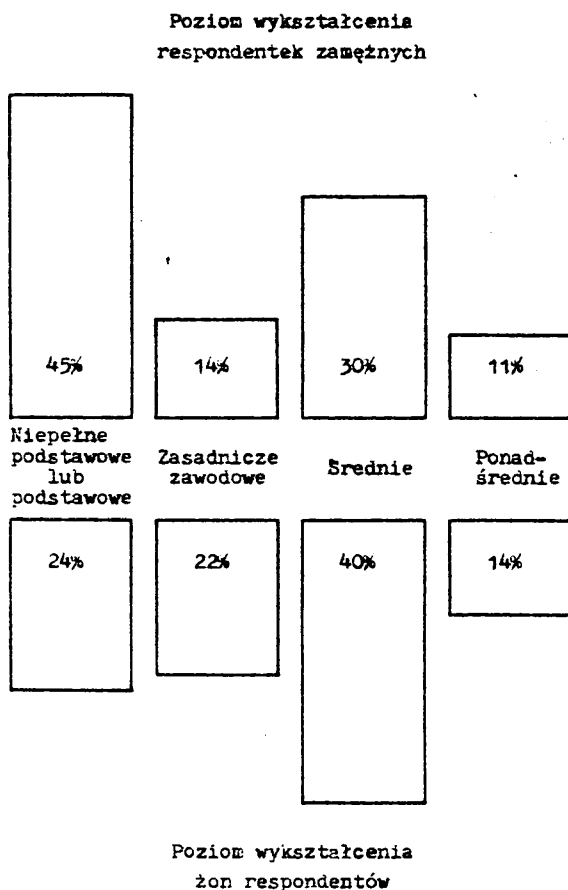 Poziom wykształcenia
respondentek zamężnych
45%
14%
30%
11%
Niepełne
podstawowe
lub
podstawowe
Zasadnicze
zawodowe
Średnie
Ponad-
średnie
24%
22%
40%
14%
Poziom wykształcenia
żon respondentów